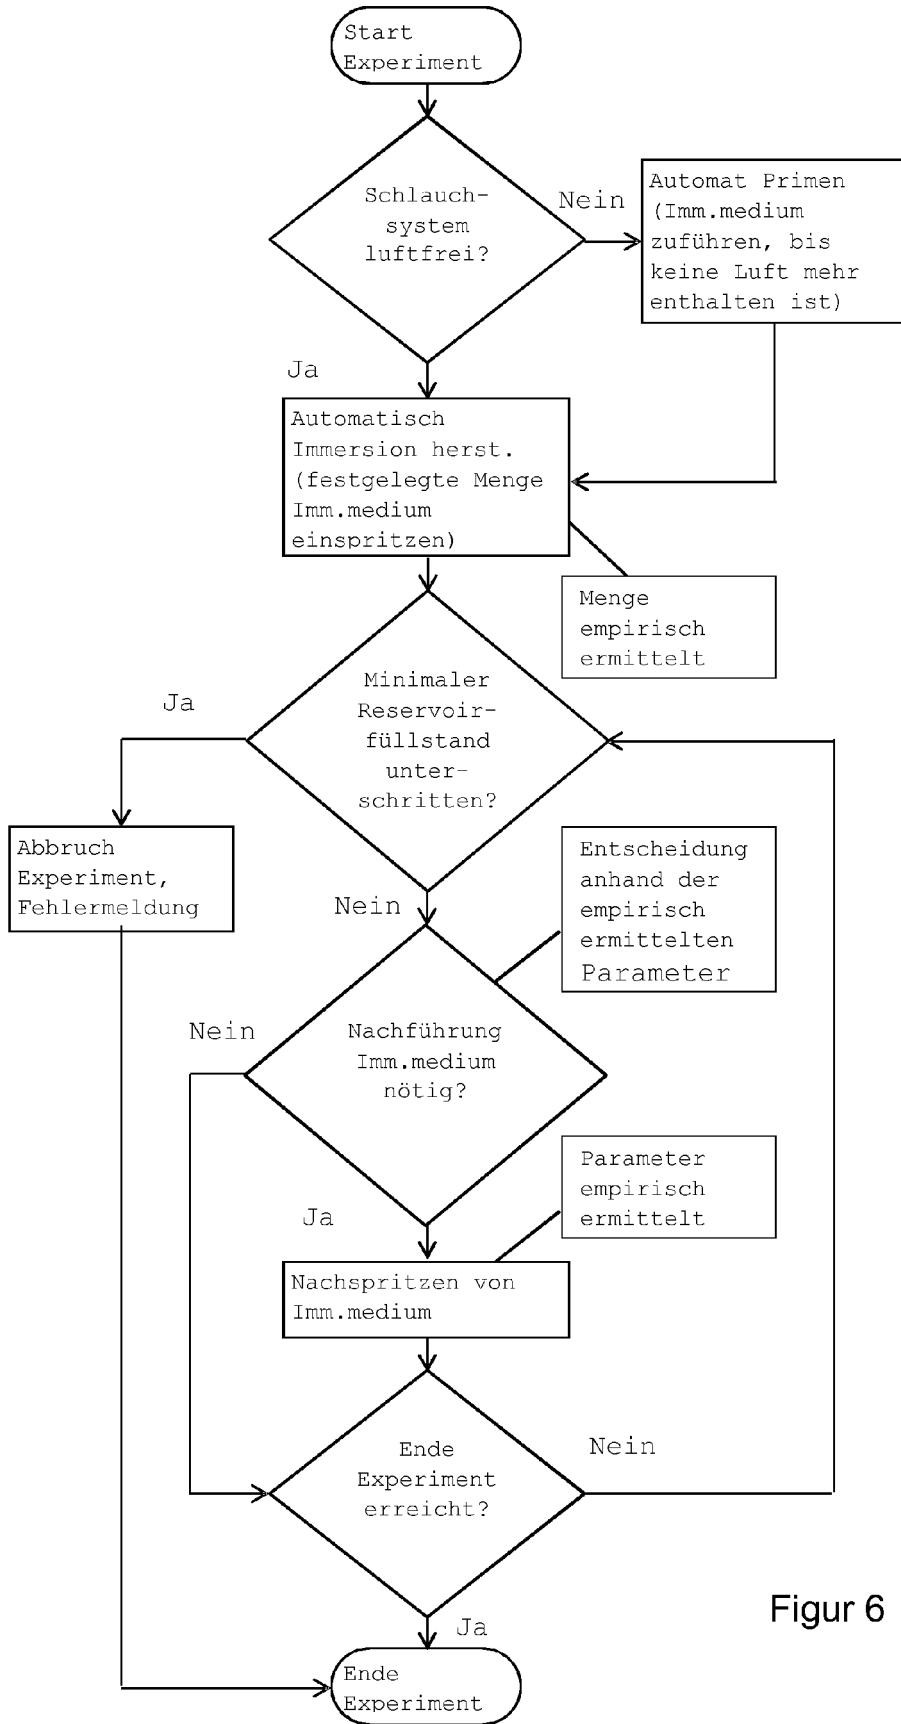 Start
Experiment
Schlauch-
system
luftfrei?
Nein
Automat Primen
(Imm.medium
zuführen, bis
keine Luft mehr
enthalten ist)
Ja
Automatisch
Immersion herst.
(festgelegte Menge
Imm.medium
einspritzen)
Menge
empirisch
ermittelt
Minimaler
Reservoir-
füllstand
unter-
schritten?
Ja
Abbruch
Experiment,
Fehlermeldung
Nein
Entscheidung
anhand der
empirisch
ermittelten
Parameter
Nachführung
Imm.medium
nötig?
Nein
Ja
Parameter
empirisch
ermittelt
Nachspritzen von
Imm.medium
Ende
Experiment
erreicht?
Nein
Ja
Ende
Experiment
Figur 6